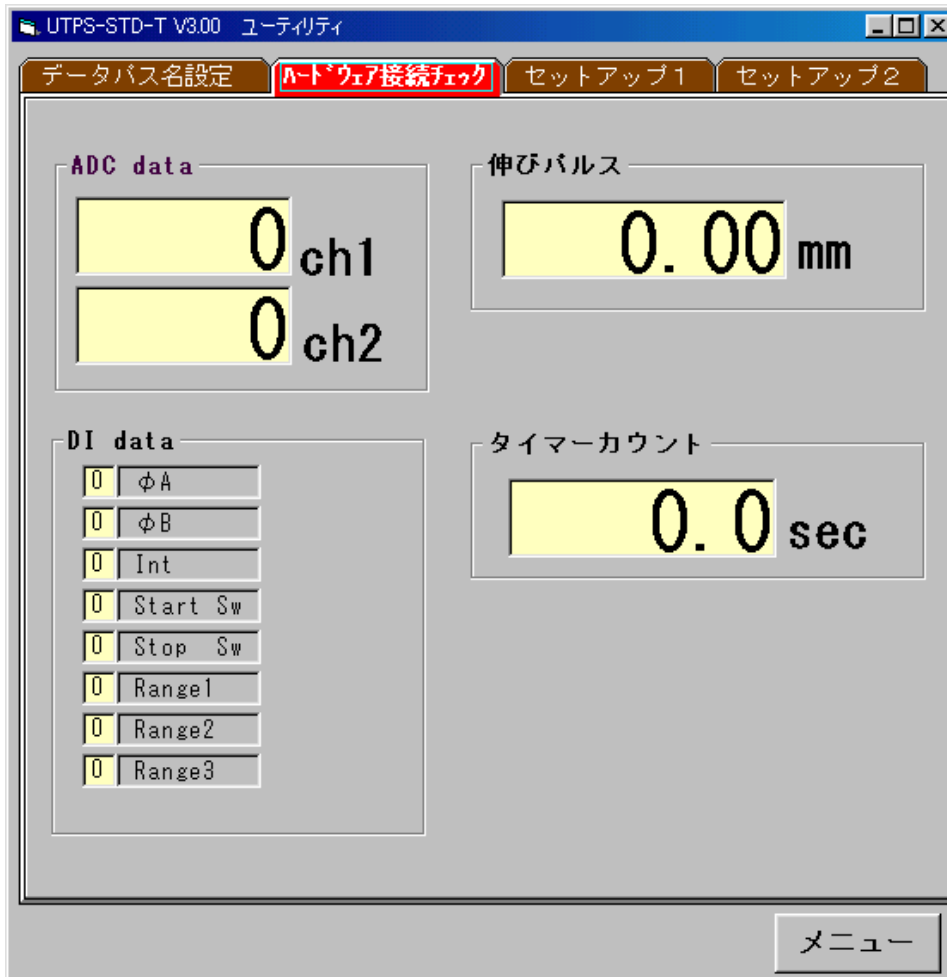 UTPS-STD-T V3.00 ユーティリティ
データパス名設定 ﾊｰﾄﾞｳｪｱ接続ﾁｪｯｸ セットアップ1 セットアップ2
ADC data
0 ch1
0 ch2
伸びパルス
0.00 mm
DI data
0 φA
0 φB
0 Int
0 Start Sw
0 Stop Sw
0 Range1
0 Range2
0 Range3
タイマーカウント
0.0 sec
メニュー